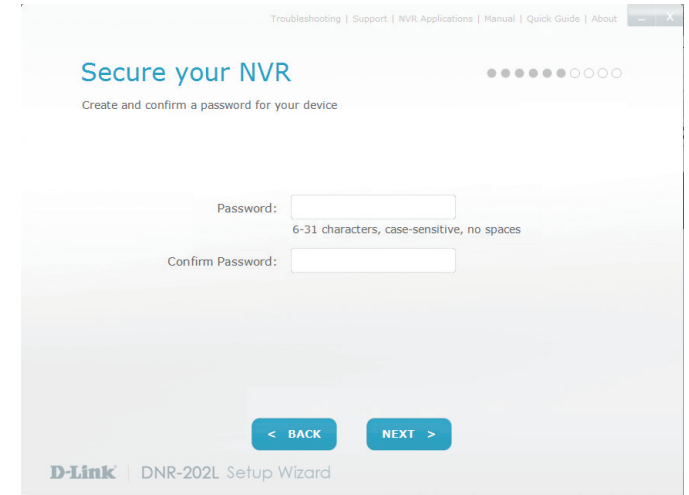 Troubleshooting | Support | NVR Applications | Manual | Quick Guide | About _ X
Secure your NVR
Create and confirm a password for your device
Password:
6-31 characters, case-sensitive, no spaces
Confirm Password:
< BACK NEXT >
D-Link DNR-202L Setup Wizard